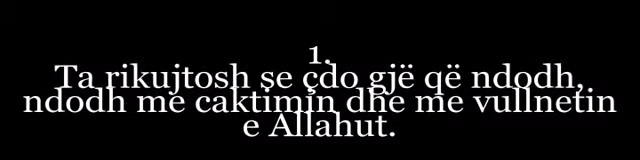 1.
Ta rikujtosh se çdo gjë që ndodh,
ndodh me caktimin dhe me vullnetin
e Allahut.